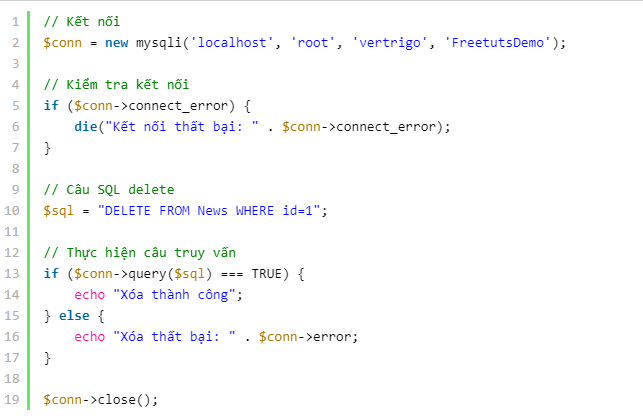 1 // Kết nối
2 $conn = new mysqli('localhost', 'root', 'vertrigo', 'FreetutsDemo');
3
4 // Kiểm tra kết nối
5 if ($conn->connect_error) {
6     die("Kết nối thất bại: " . $conn->connect_error);
7 }
8
9 // Câu SQL delete
10 $sql = "DELETE FROM News WHERE id=1";
11
12 // Thực hiện câu truy vấn
13 if ($conn->query($sql) === TRUE) {
14     echo "Xóa thành công";
15 } else {
16     echo "Xóa thất bại: " . $conn->error;
17 }
18
19 $conn->close();